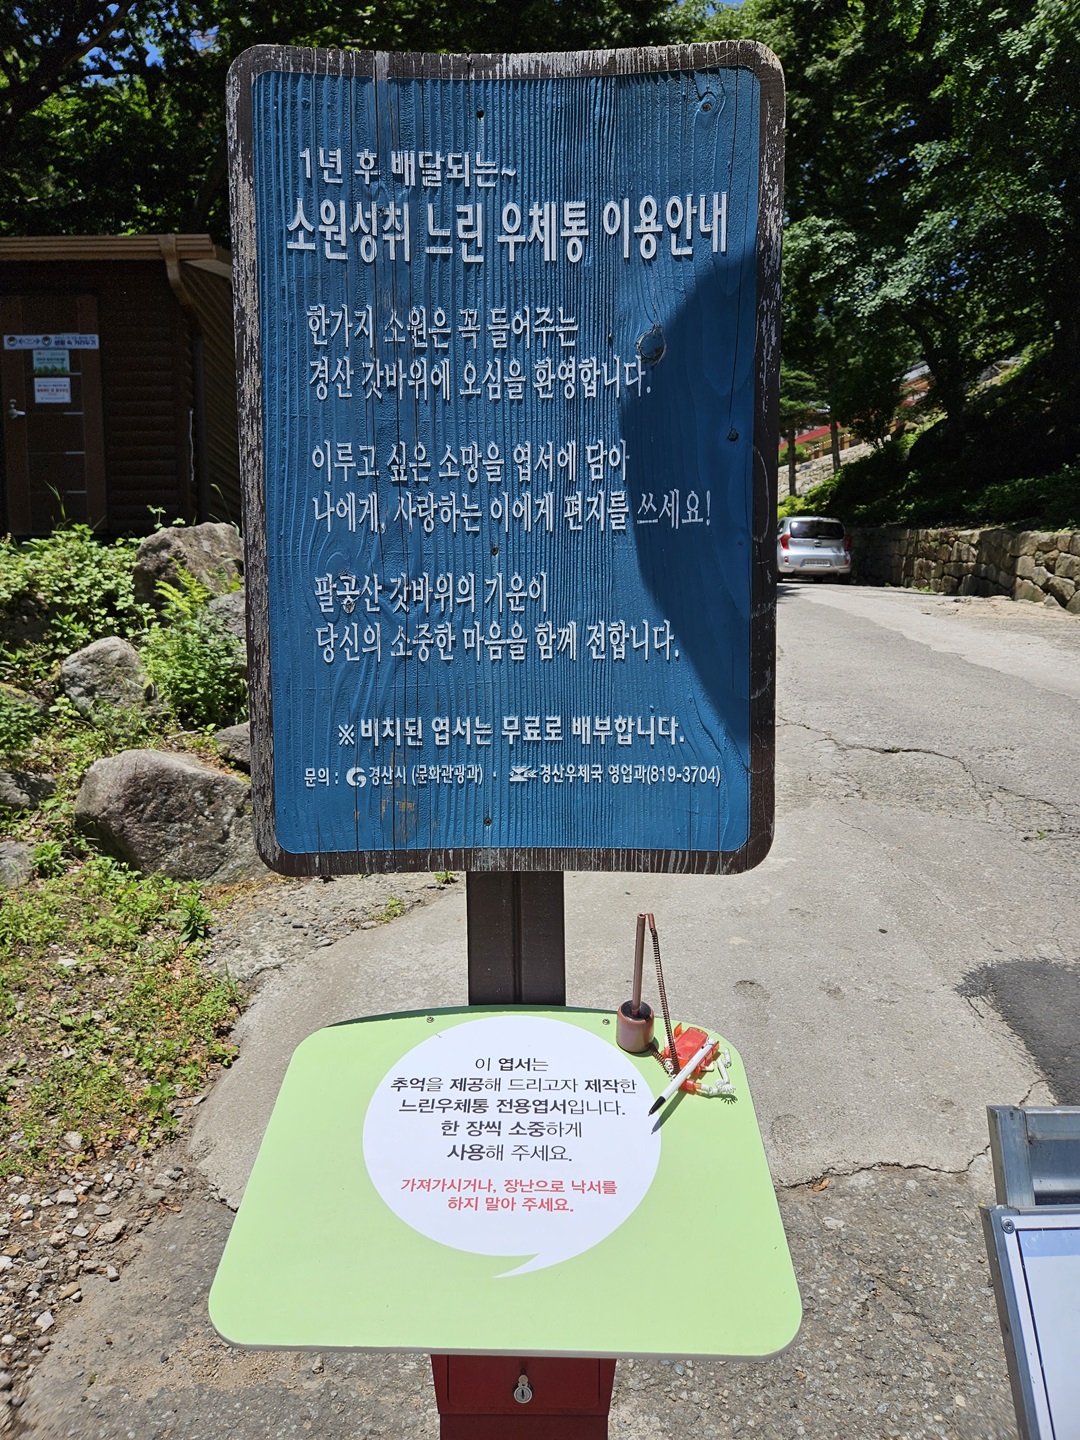 1년 후 배달되는~
소원성취 느린 우체통 이용안내
한가지 소원은 꼭 들어주는
경산 갓바위에 오심을 환영합니다.
이루고 싶은 소망을 엽서에 담아
나에게, 사랑하는 이에게 편지를 쓰세요!
팔공산 갓바위의 기운이
당신의 소중한 마음을 함께 전합니다.
※ 비치된 엽서는 무료로 배부합니다.
문의 : 경산시 (문화관광과) · 경산우체국 영업과(819-3704)
이 엽서는
추억을 제공해 드리고자 제작한
느린우체통 전용엽서입니다.
한 장씩 소중하게
사용해 주세요.
가져가시거나, 장난으로 낙서를
하지 말아 주세요.